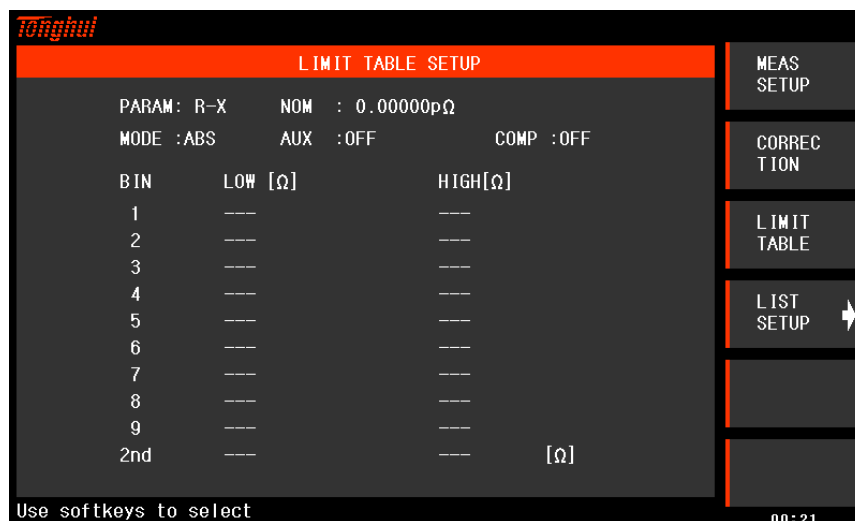 Tonghui
LIMIT TABLE SETUP
PARAM: R-X NOM : 0.00000pΩ
MODE :ABS AUX :OFF COMP :OFF
BIN LOW [Ω] HIGH[Ω]
1 --- ---
2 --- ---
3 --- ---
4 --- ---
5 --- ---
6 --- ---
7 --- ---
8 --- ---
9 --- ---
2nd --- --- [Ω]
Use softkeys to select
MEAS
SETUP
CORREC
TION
LIMIT
TABLE
LIST
SETUP
00:21